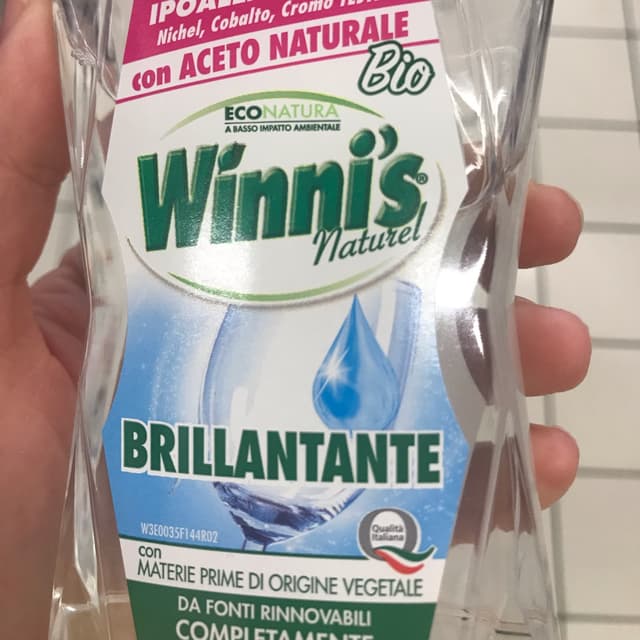 Nichel, Cobalto, Cromo
con ACETO NATURALE
Bio
ECONATURA
A BASSO IMPATTO AMBIENTALE
Winni's®
Naturel
BRILLANTANTE
W3E0035F144R02
Qualità
Italiana
con
MATERIE PRIME DI ORIGINE VEGETALE
DA FONTI RINNOVABILI
COMPLETAMENTE